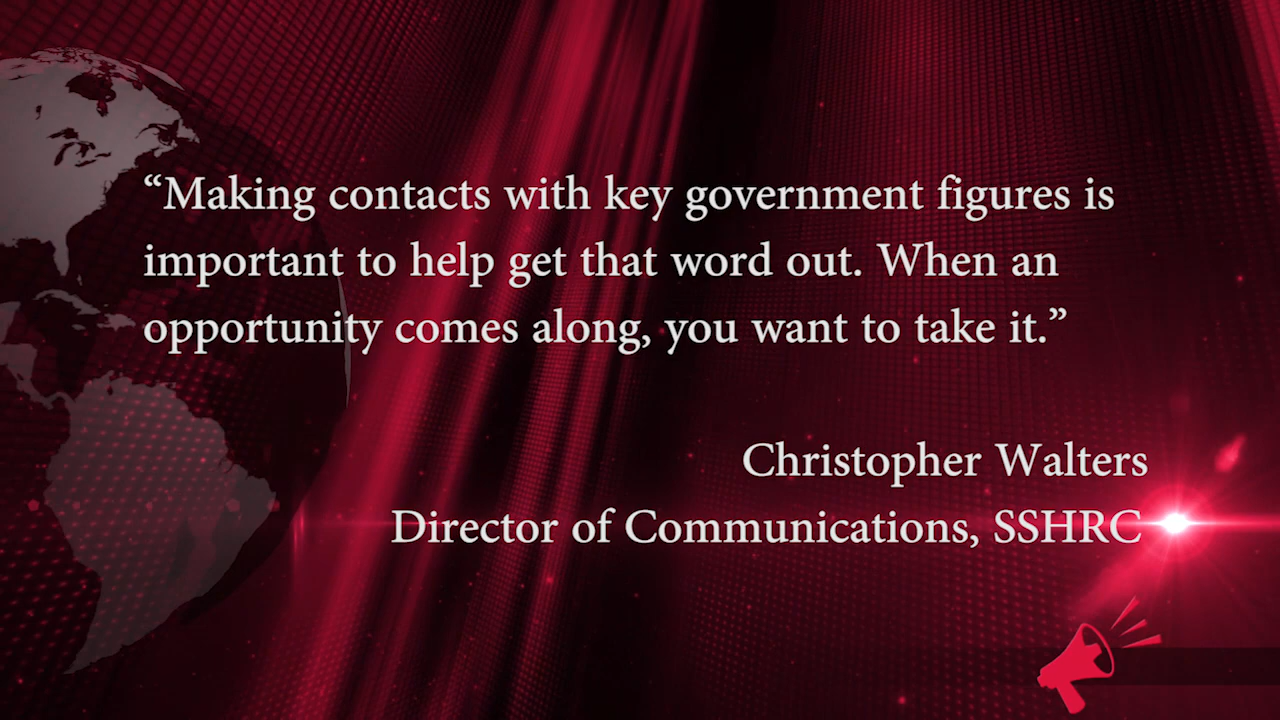 “Making contacts with key government figures is
important to help get that word out. When an
opportunity comes along, you want to take it.”
Christopher Walters
Director of Communications, SSHRC